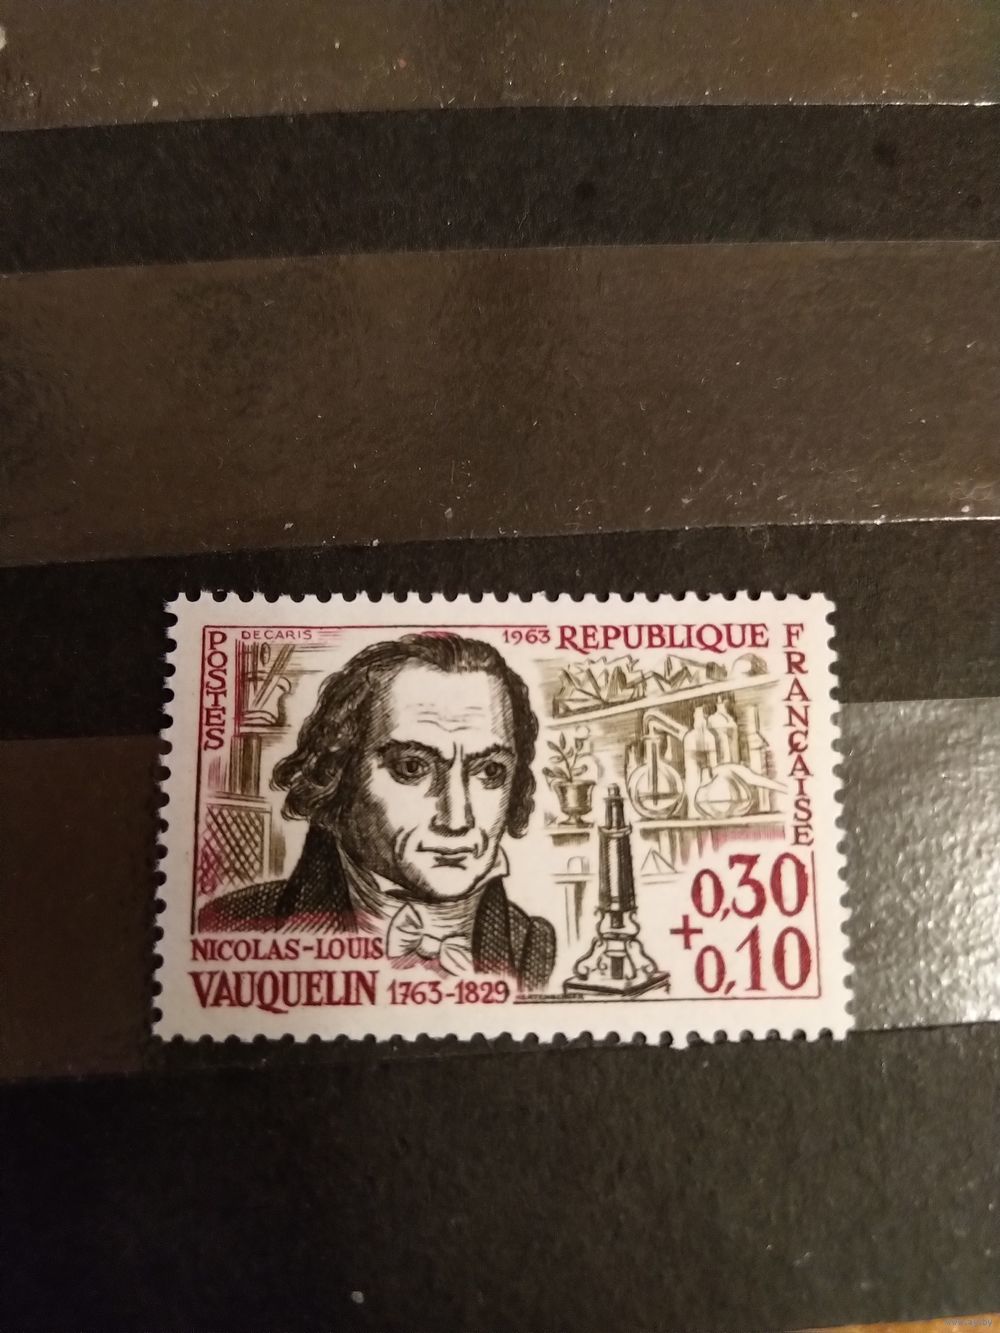 POSTES
DECARIS
1963 REPUBLIQUE
FRANÇAISE
0,30
+
0,10
NICOLAS-LOUIS
VAUQUELIN 1763-1829